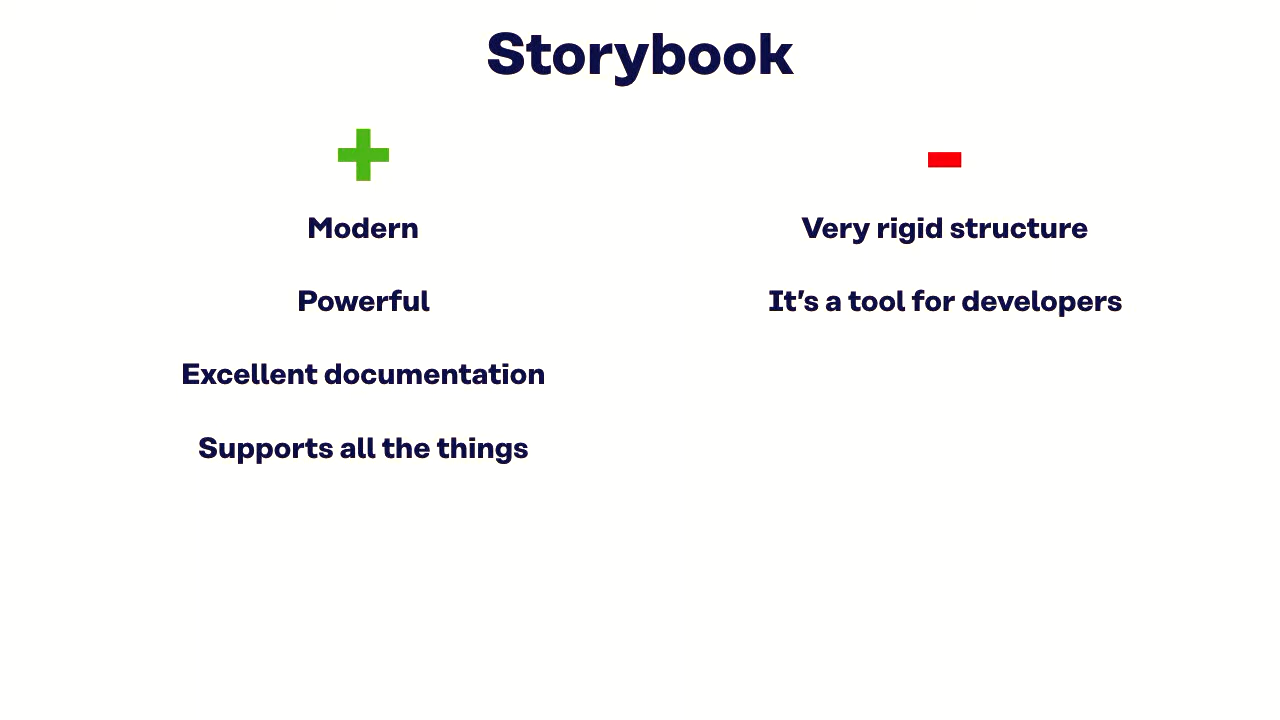 Storybook
+
-
Modern
Very rigid structure
Powerful
It’s a tool for developers
Excellent documentation
Supports all the things